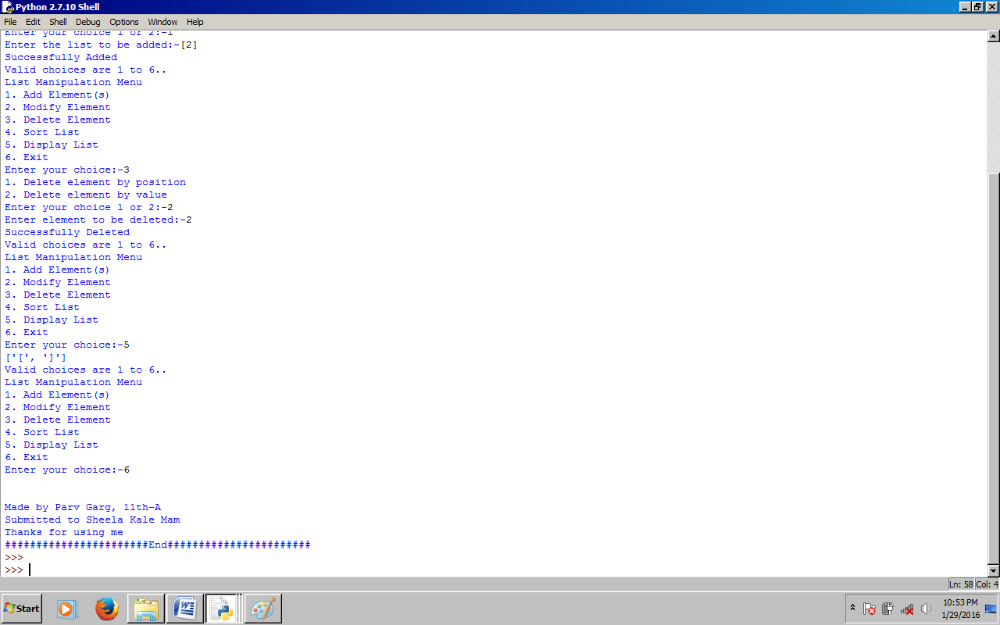 Python 2.7.10 Shell
File Edit Shell Debug Options Window Help
Enter your choice 1 or 2:-1
Enter the list to be added:-[2]
Successfully Added
Valid choices are 1 to 6..
List Manipulation Menu
1. Add Element(s)
2. Modify Element
3. Delete Element
4. Sort List
5. Display List
6. Exit
Enter your choice:-3
1. Delete element by position
2. Delete element by value
Enter your choice 1 or 2:-2
Enter element to be deleted:-2
Successfully Deleted
Valid choices are 1 to 6..
List Manipulation Menu
1. Add Element(s)
2. Modify Element
3. Delete Element
4. Sort List
5. Display List
6. Exit
Enter your choice:-5
['[', ']']
Valid choices are 1 to 6..
List Manipulation Menu
1. Add Element(s)
2. Modify Element
3. Delete Element
4. Sort List
5. Display List
6. Exit
Enter your choice:-6
Made by Parv Garg, 11th-A
Submitted to Sheela Kale Mam
Thanks for using me
#######################End#######################
>>>
>>>
Ln: 58 Col: 4
Start
10:53 PM
1/29/2016